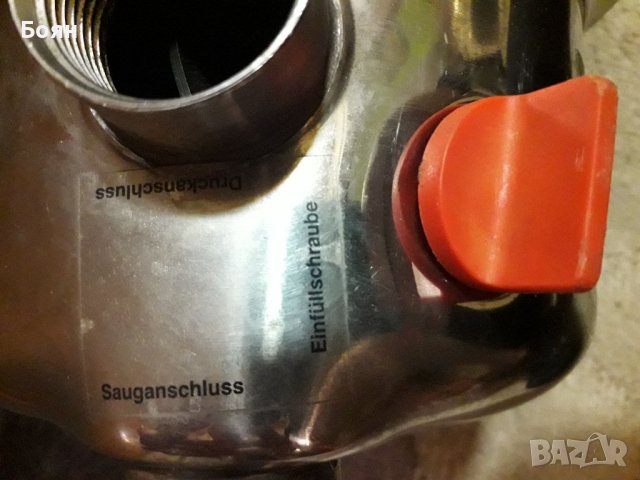 Боян
Druckanschluss
Einfüllschraube
Sauganschluss
BAZAR